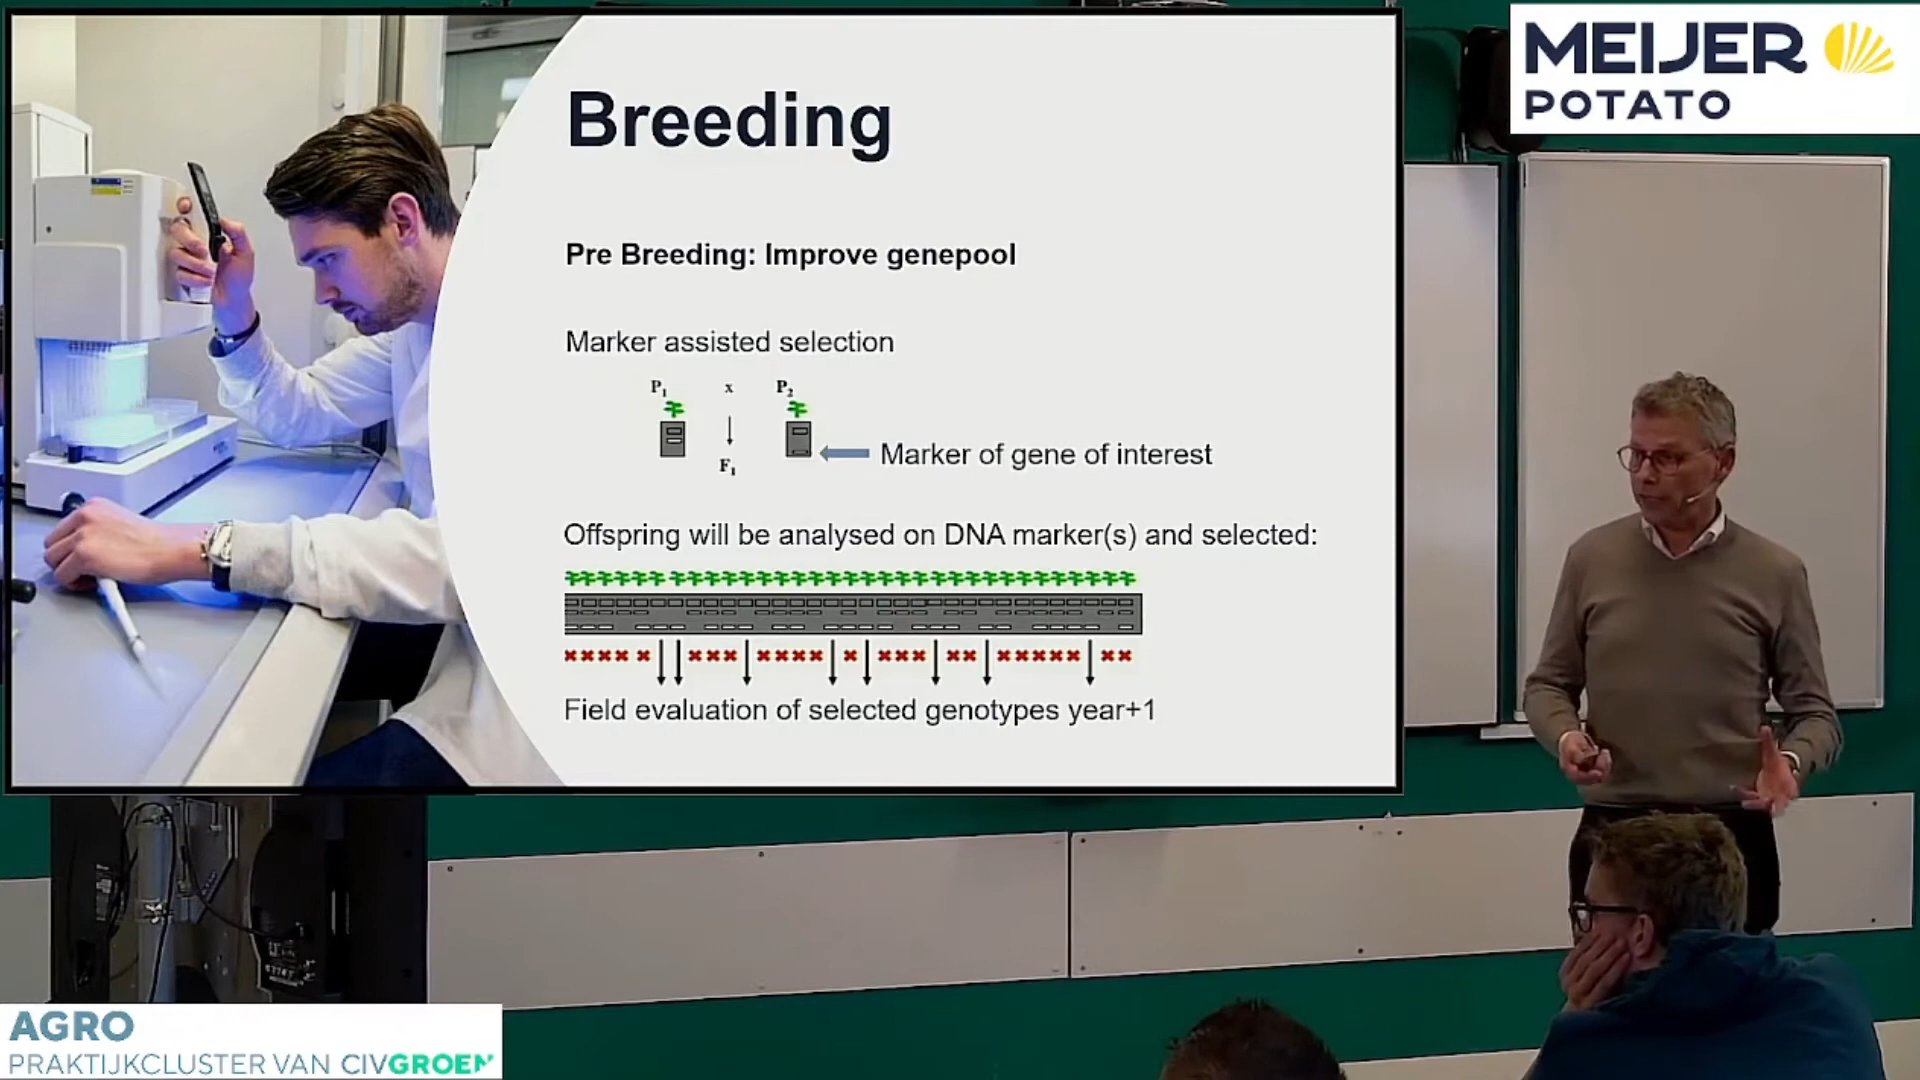 MEIJER
POTATO
Breeding
Pre Breeding: Improve genepool
Marker assisted selection
P1 x P2
F1
Marker of gene of interest
Offspring will be analysed on DNA marker(s) and selected:
Field evaluation of selected genotypes year+1
AGRO
PRAKTIJKCLUSTER VAN CIVGROEN